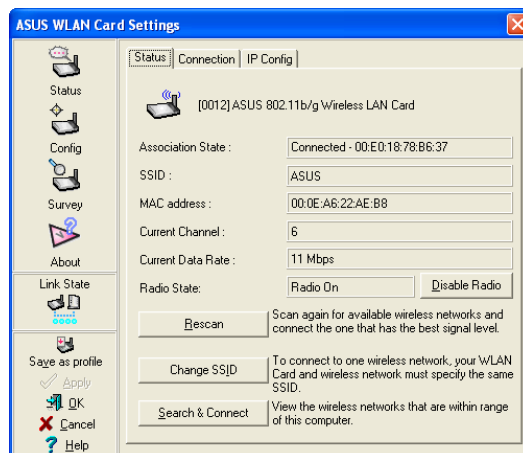 ASUS WLAN Card Settings
Status
Config
Survey
About
Link State
Save as profile
Apply
OK
Cancel
Help
Status Connection IP Config
[0012] ASUS 802.11b/g Wireless LAN Card
Association State : Connected - 00:E0:18:78:B6:37
SSID : ASUS
MAC address : 00:0E:A6:22:AE:B8
Current Channel : 6
Current Data Rate : 11 Mbps
Radio State: Radio On Disable Radio
Rescan
Scan again for available wireless networks and
connect the one that has the best signal level.
Change SSID
To connect to one wireless network, your WLAN
Card and wireless network must specify the same
SSID.
Search & Connect
View the wireless networks that are within range
of this computer.